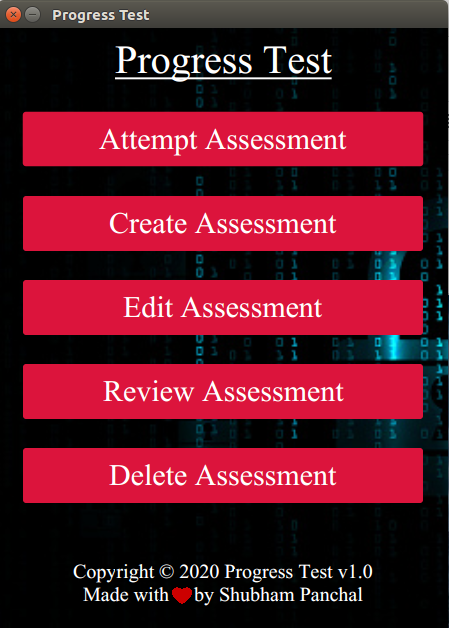 Progress Test
Progress Test
Attempt Assessment
Create Assessment
Edit Assessment
Review Assessment
Delete Assessment
Copyright © 2020 Progress Test v1.0
Made with ❤ by Shubham Panchal